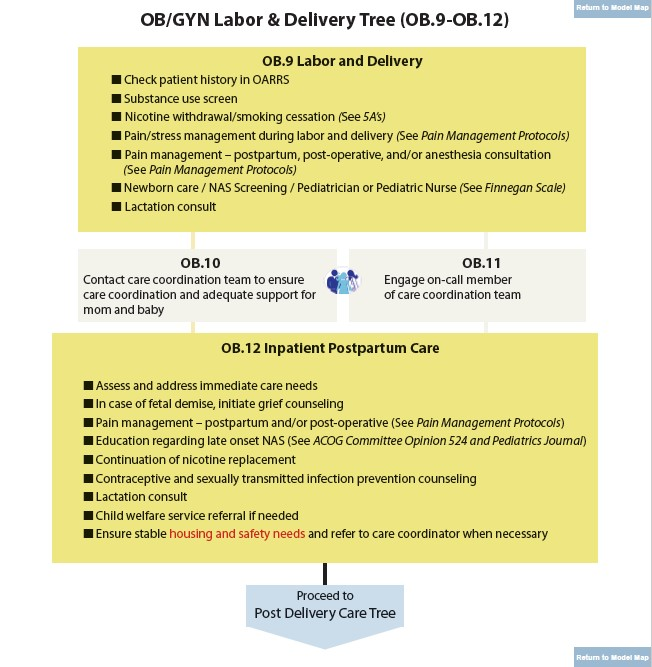 Return to Model Map
OB/GYN Labor & Delivery Tree (OB.9-OB.12)
OB.9 Labor and Delivery
■ Check patient history in OARRS
■ Substance use screen
■ Nicotine withdrawal/smoking cessation (See 5A's)
■ Pain/stress management during labor and delivery (See Pain Management Protocols)
■ Pain management – postpartum, post-operative, and/or anesthesia consultation
(See Pain Management Protocols)
■ Newborn care / NAS Screening / Pediatrician or Pediatric Nurse (See Finnegan Scale)
■ Lactation consult
OB.10
Contact care coordination team to ensure
care coordination and adequate support for
mom and baby
OB.11
Engage on-call member
of care coordination team
OB.12 Inpatient Postpartum Care
■ Assess and address immediate care needs
■ In case of fetal demise, initiate grief counseling
■ Pain management – postpartum and/or post-operative (See Pain Management Protocols)
■ Education regarding late onset NAS (See ACOG Committee Opinion 524 and Pediatrics Journal)
■ Continuation of nicotine replacement
■ Contraceptive and sexually transmitted infection prevention counseling
■ Lactation consult
■ Child welfare service referral if needed
■ Ensure stable housing and safety needs and refer to care coordinator when necessary
Proceed to
Post Delivery Care Tree
Return to Model Map